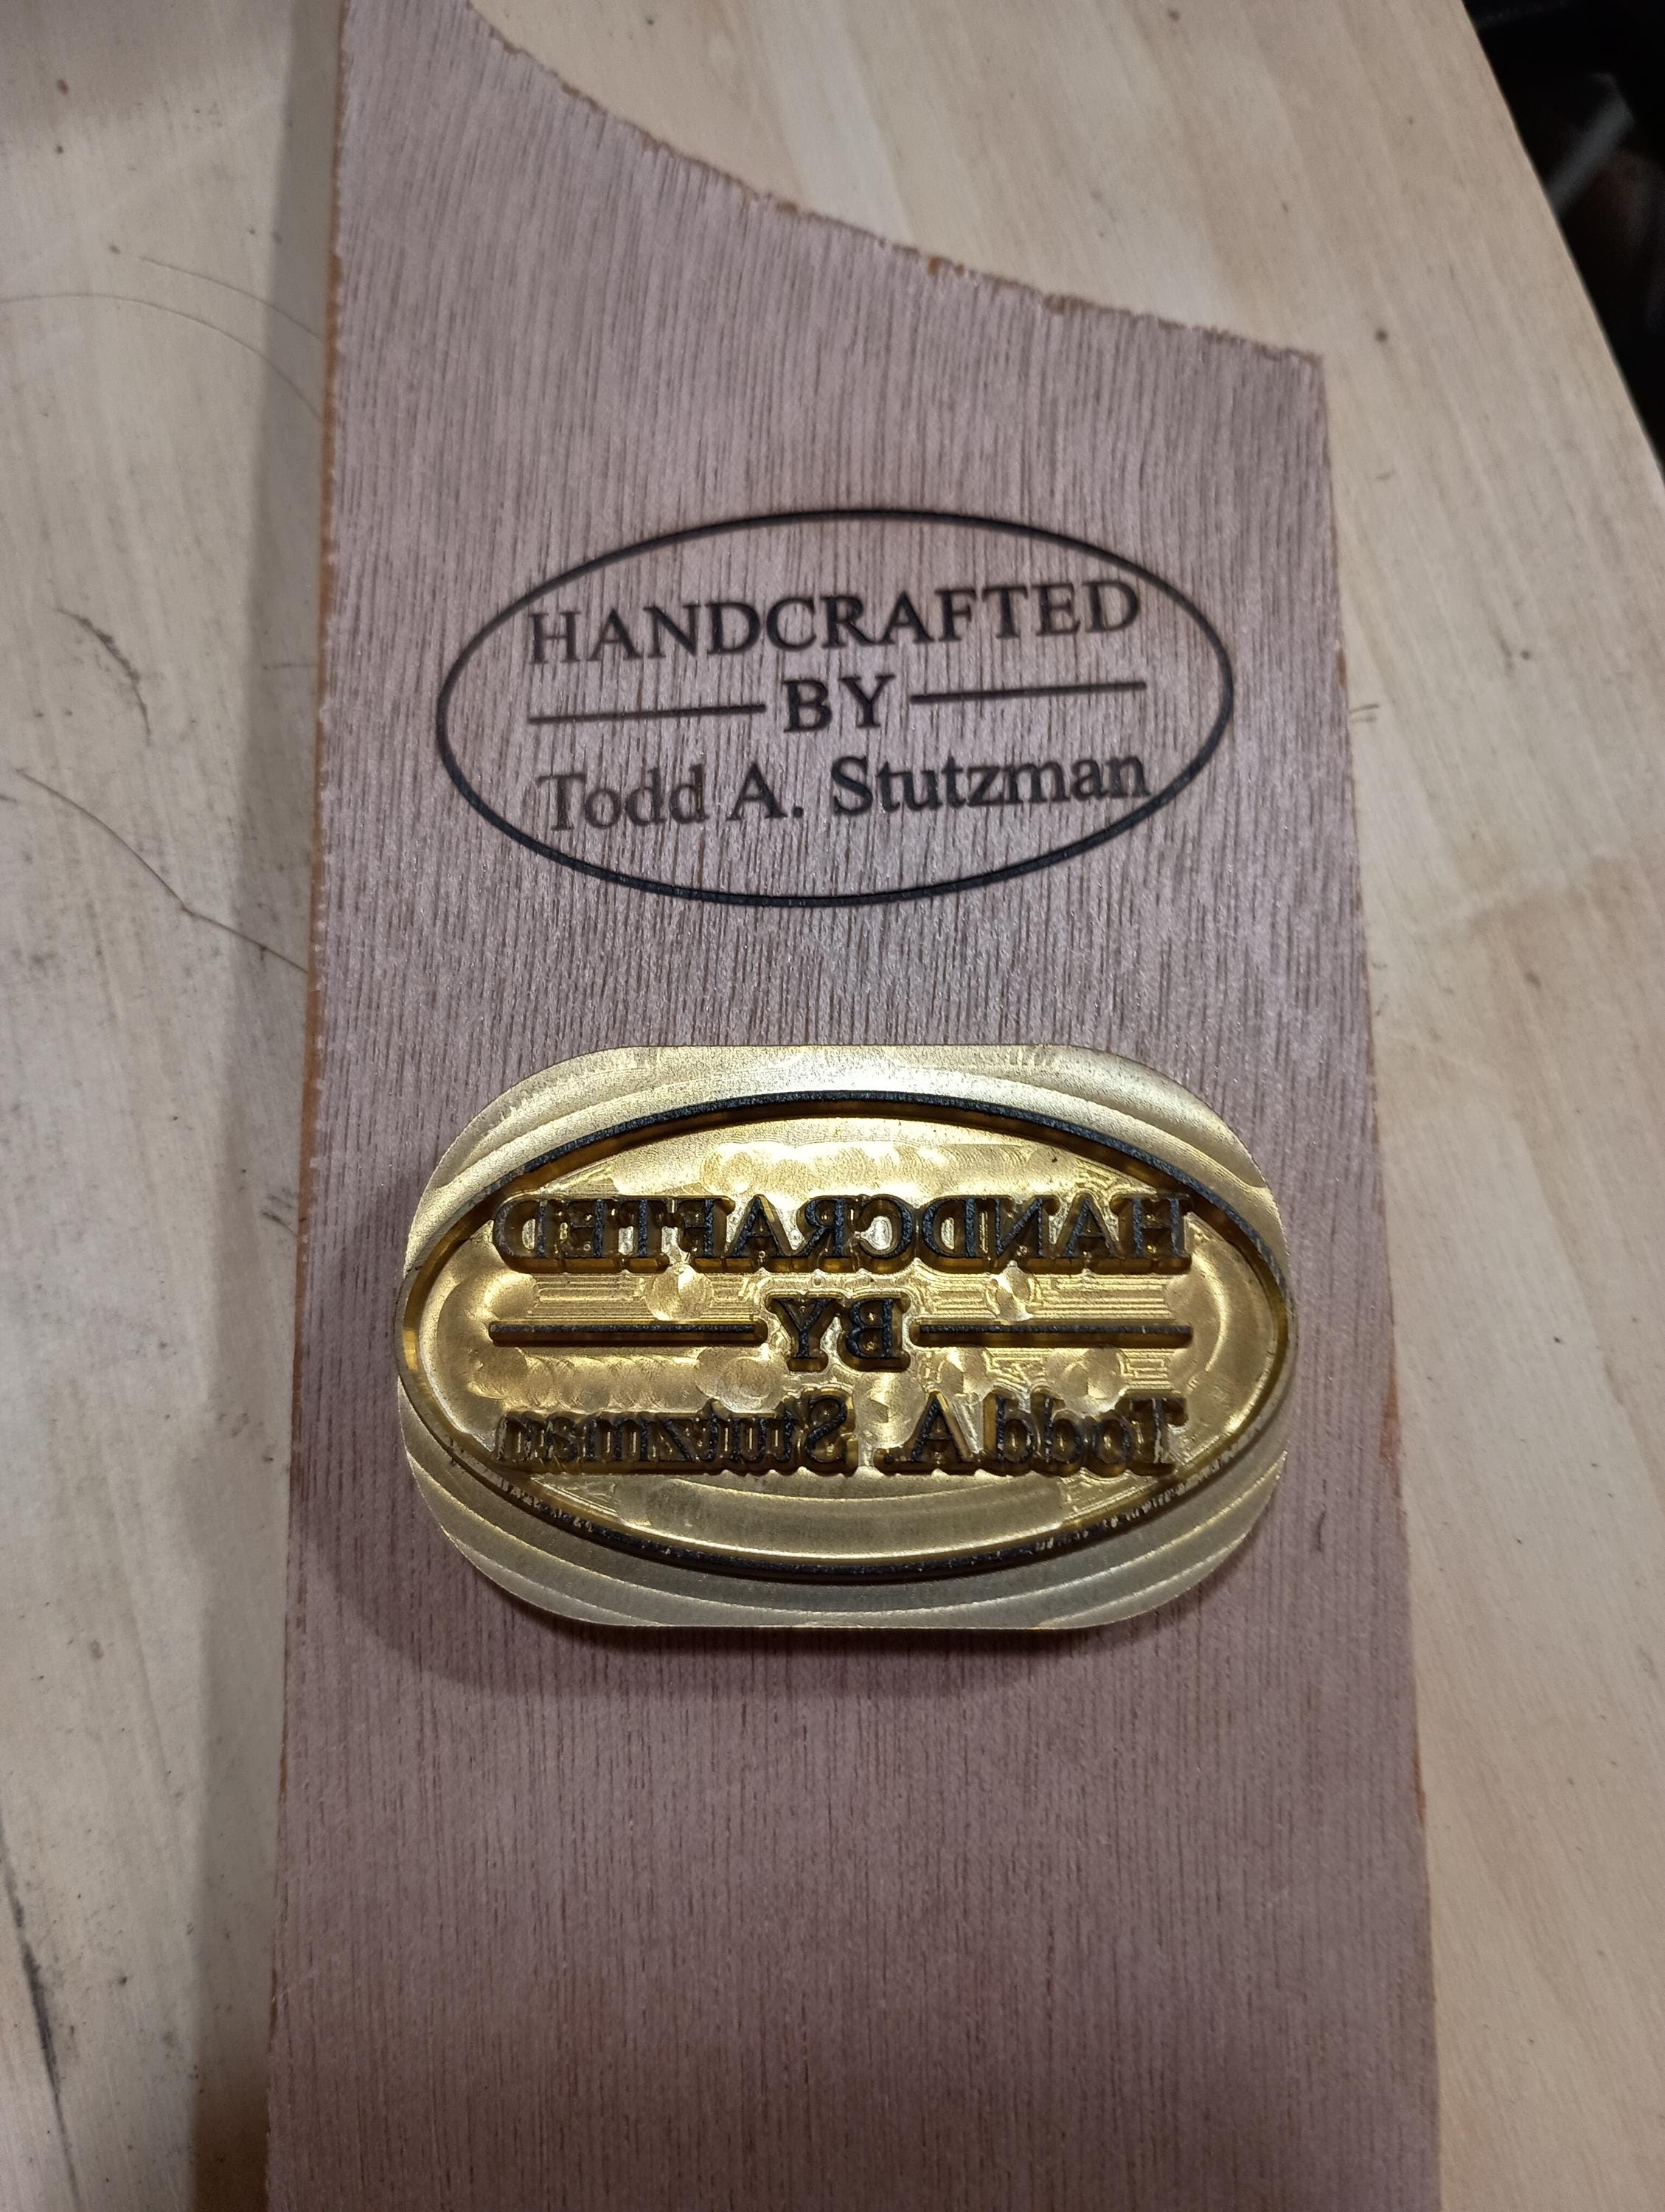 HANDCRAFTED
BY
Todd A. Stutzman
HANDCRAFTED
BY
Todd A. Stutzman